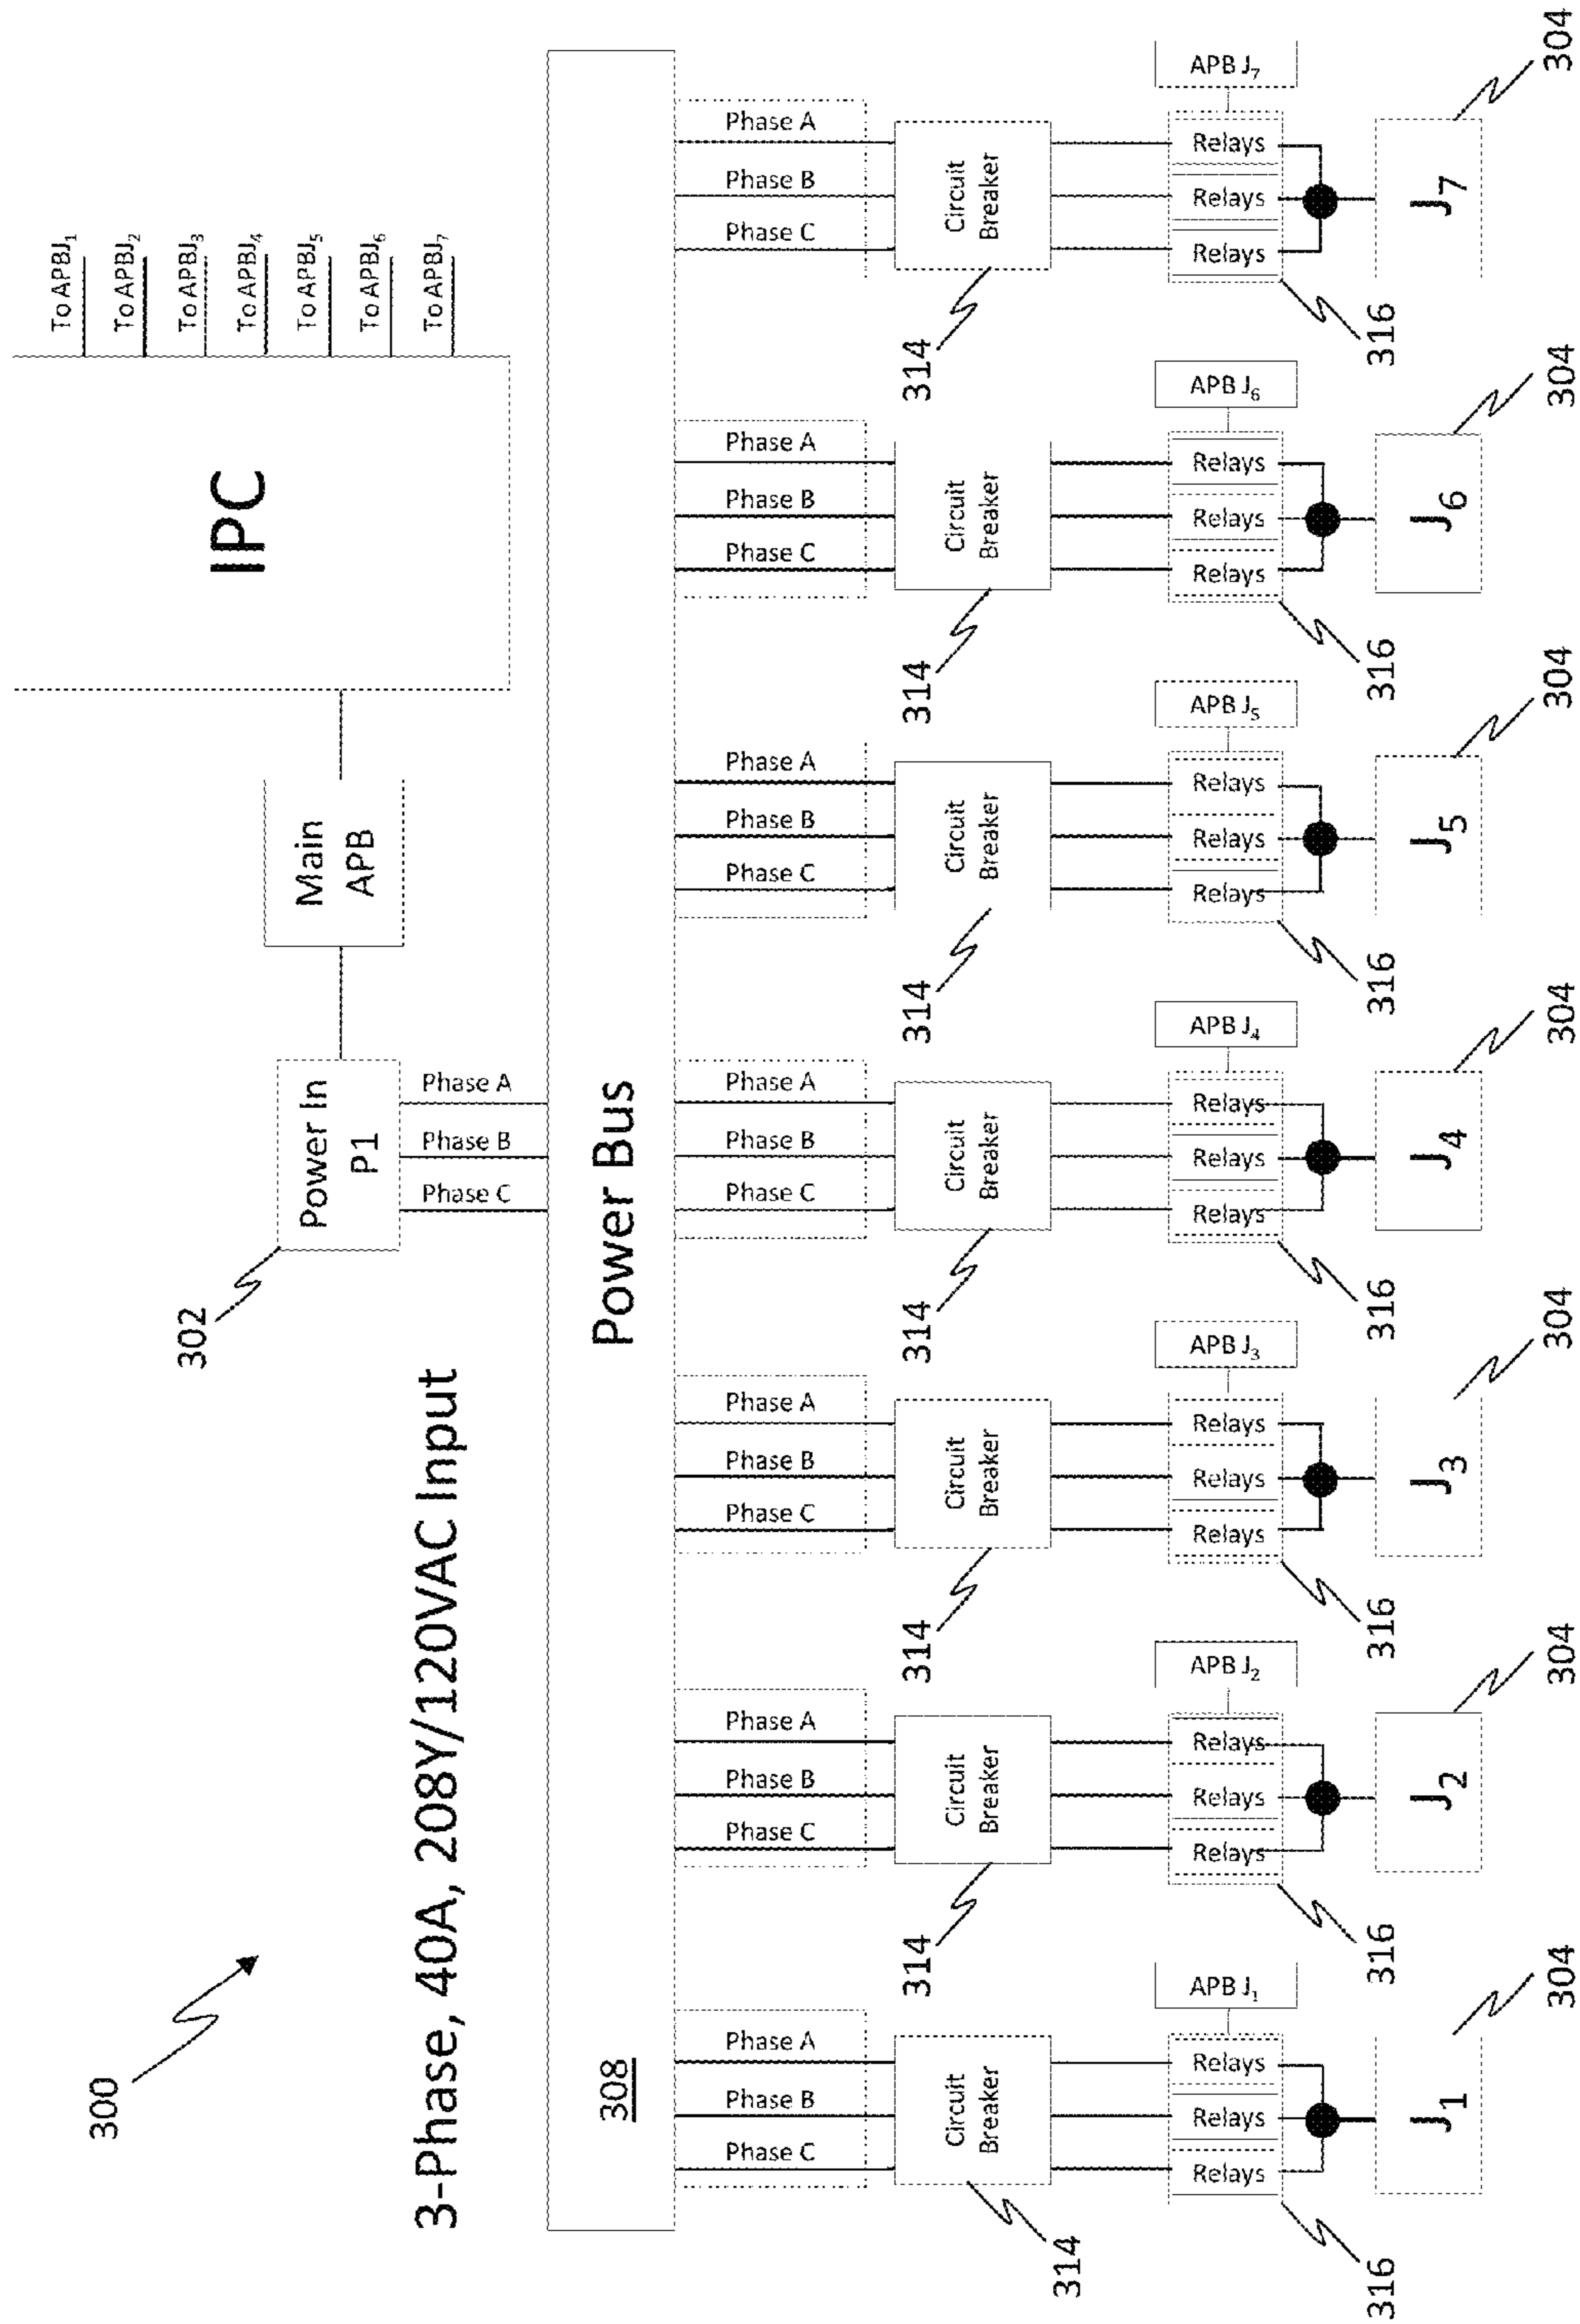 300
3-Phase, 40A, 208Y/120VAC Input
302
Power In
P1
Main
APB
IPC
To APBJ₁
To APBJ₂
To APBJ₃
To APBJ₄
To APBJ₅
To APBJ₆
To APBJ₇
Phase C
Phase B
Phase A
308
Power Bus
Phase C
Phase B
Phase A
Circuit
Breaker
314
Relays
Relays
Relays
316
APB J₁
J₁
304
Phase C
Phase B
Phase A
Circuit
Breaker
314
Relays
Relays
Relays
316
APB J₂
J₂
304
Phase C
Phase B
Phase A
Circuit
Breaker
314
Relays
Relays
Relays
316
APB J₃
J₃
304
Phase C
Phase B
Phase A
Circuit
Breaker
314
Relays
Relays
Relays
316
APB J₄
J₄
304
Phase C
Phase B
Phase A
Circuit
Breaker
314
Relays
Relays
Relays
316
APB J₅
J₅
304
Phase C
Phase B
Phase A
Circuit
Breaker
314
Relays
Relays
Relays
316
APB J₆
J₆
304
Phase C
Phase B
Phase A
Circuit
Breaker
314
Relays
Relays
Relays
316
APB J₇
J₇
304